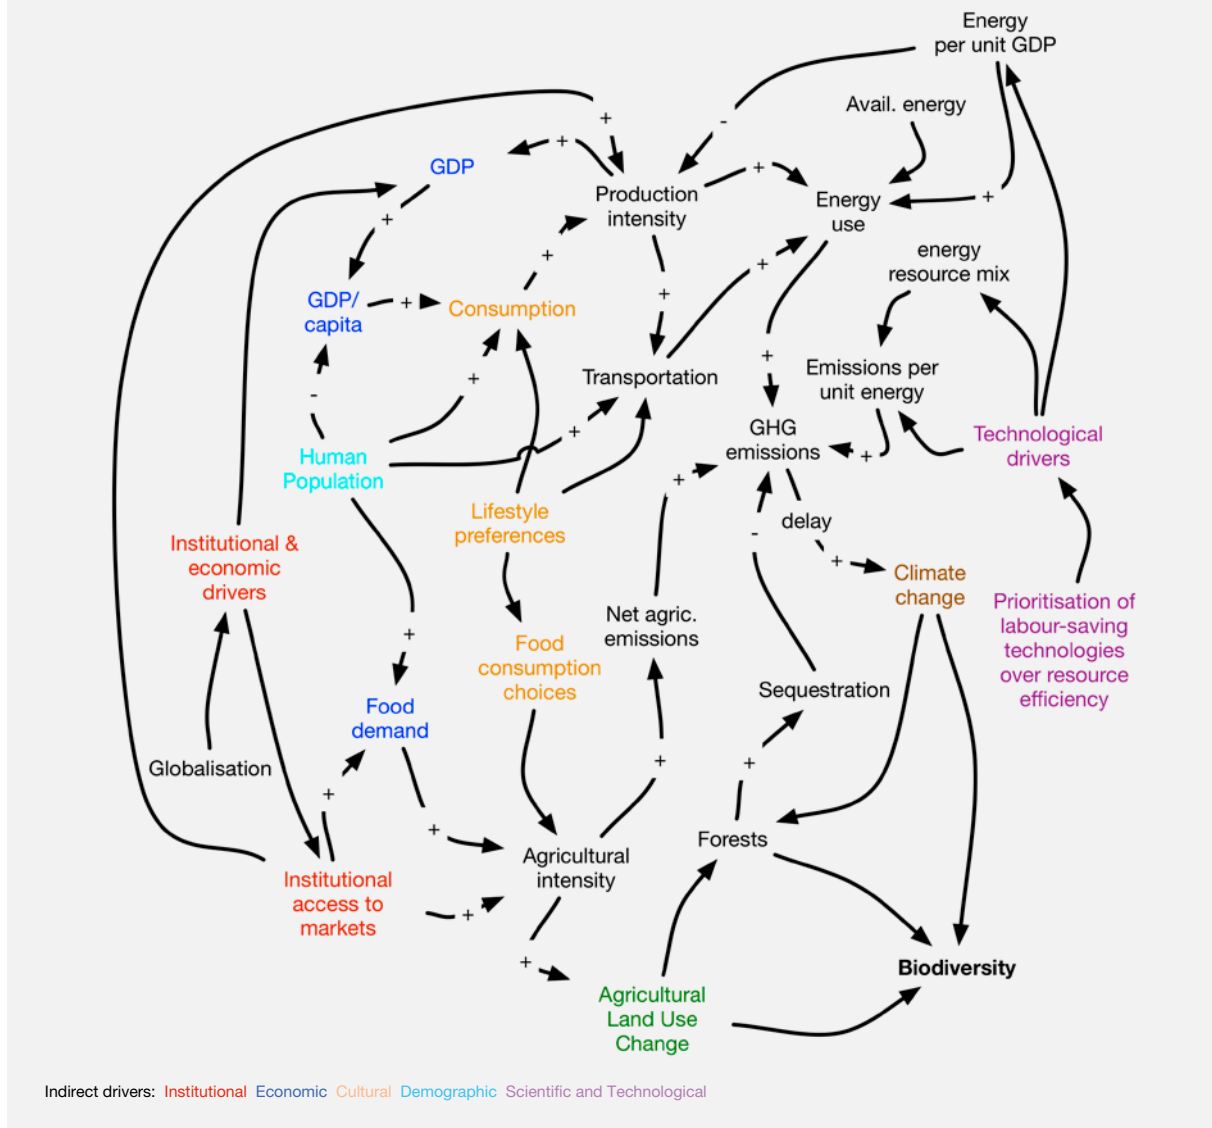 Energy
per unit GDP
Avail. energy
+
-
GDP
+
+
Production
intensity
Energy
use
+
+
energy
resource mix
+
+
GDP/
capita
+
Consumption
+
+
Emissions per
unit energy
Transportation
+
-
+
+
GHG
emissions
+
Technological
drivers
Human
Population
+
Lifestyle
preferences
delay
-
+
Institutional &
economic
drivers
Climate
change
Prioritisation of
labour-saving
technologies
over resource
efficiency
Net agric.
emissions
+
Food
consumption
choices
Sequestration
Food
demand
Globalisation
+
+
+
+
Forests
Agricultural
intensity
Institutional
access to
markets
+
+
Biodiversity
Agricultural
Land Use
Change
Indirect drivers: Institutional Economic Cultural Demographic Scientific and Technological